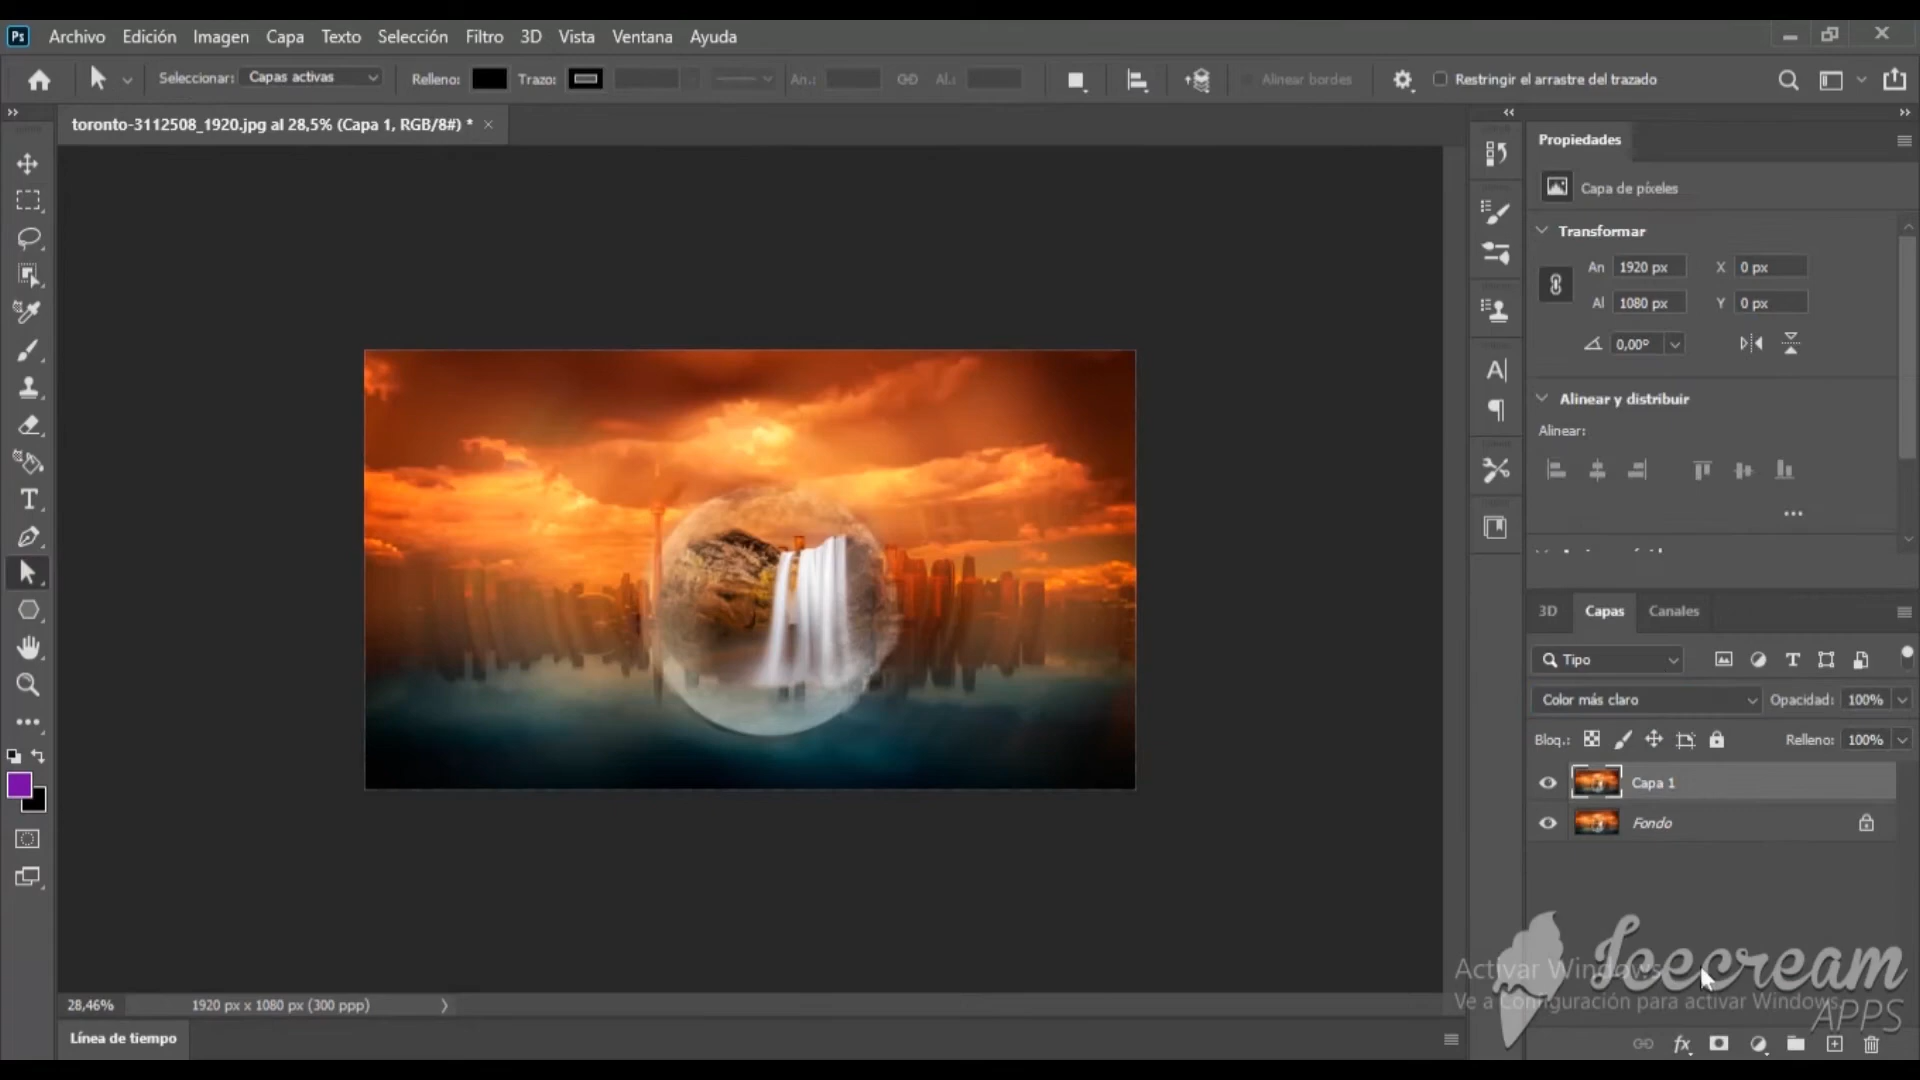 Ps Archivo Edición Imagen Capa Texto Selección Filtro 3D Vista Ventana Ayuda
Seleccionar: Capas activas Relleno: Trazo: An.: Al.: Alinear bordes Restringir el arrastre del trazado
toronto-3112508_1920.jpg al 28,5% (Capa 1, RGB/8#) *
Propiedades
Capa de píxeles
Transformar
An 1920 px X 0 px
Al 1080 px Y 0 px
0,00°
Alinear y distribuir
Alinear:
3D Capas Canales
Tipo
Color más claro Opacidad: 100%
Bloq.: Relleno: 100%
Capa 1
Fondo
Icecream
APPS
Activar Windows
Ve a Configuración para activar Windows.
28,46% 1920 px x 1080 px (300 ppp)
Línea de tiempo
fx